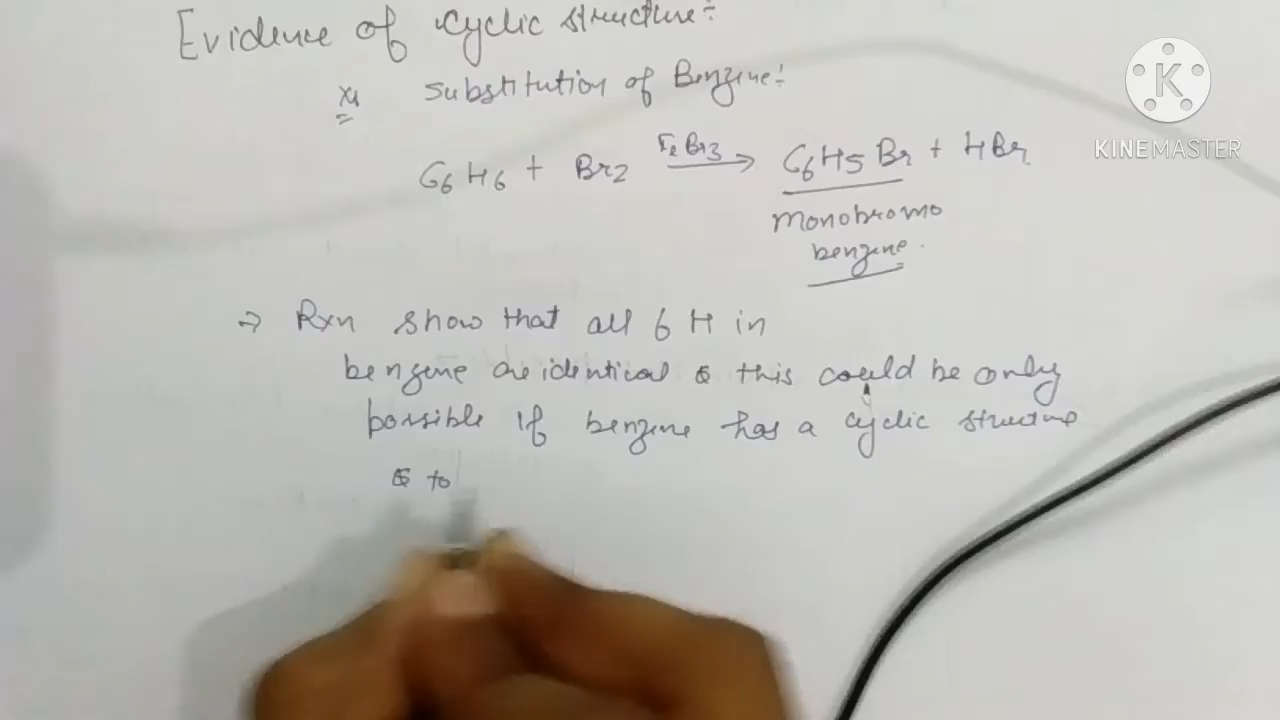 Evidence of cyclic structure:-
substitution of Benzene:-
C6H6 + Br2 FeBr3 → C6H5Br + HBr
monobromo
benzene.
KINEMASTER
→ Rxn show that all 6 H in
benzene are identical & this could be only
possible if benzene has a cyclic structure
& to